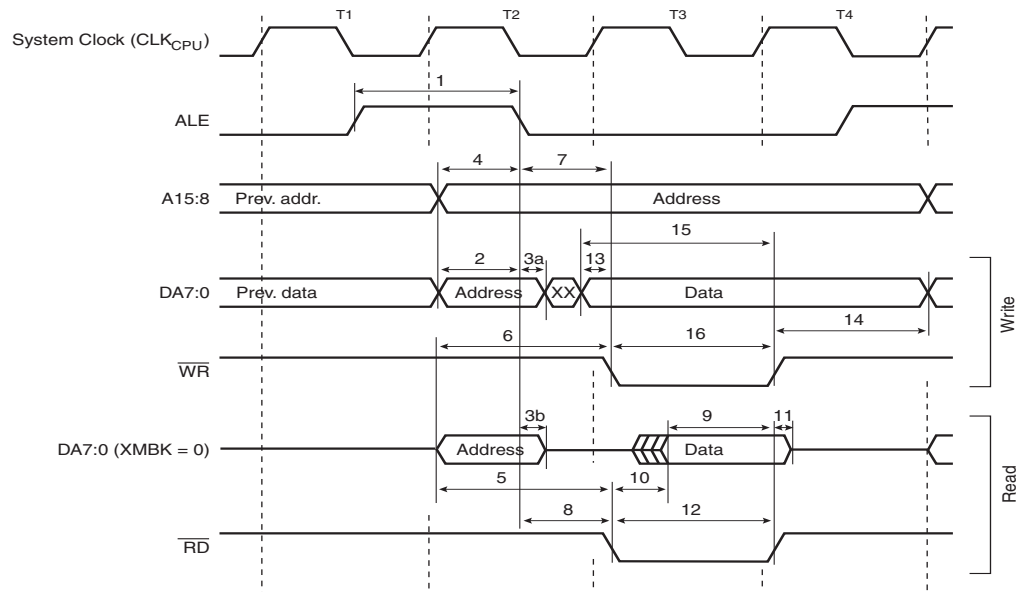 T1 T2 T3 T4
System Clock (CLKCPU)
1
ALE
4 7
A15:8 Prev. addr. Address
15
2 3a 13
DA7:0 Prev. data Address XX Data
14
6 16
WR
Write
3b 9 11
DA7:0 (XMBK = 0) Address Data
5 10
8 12
RD
Read